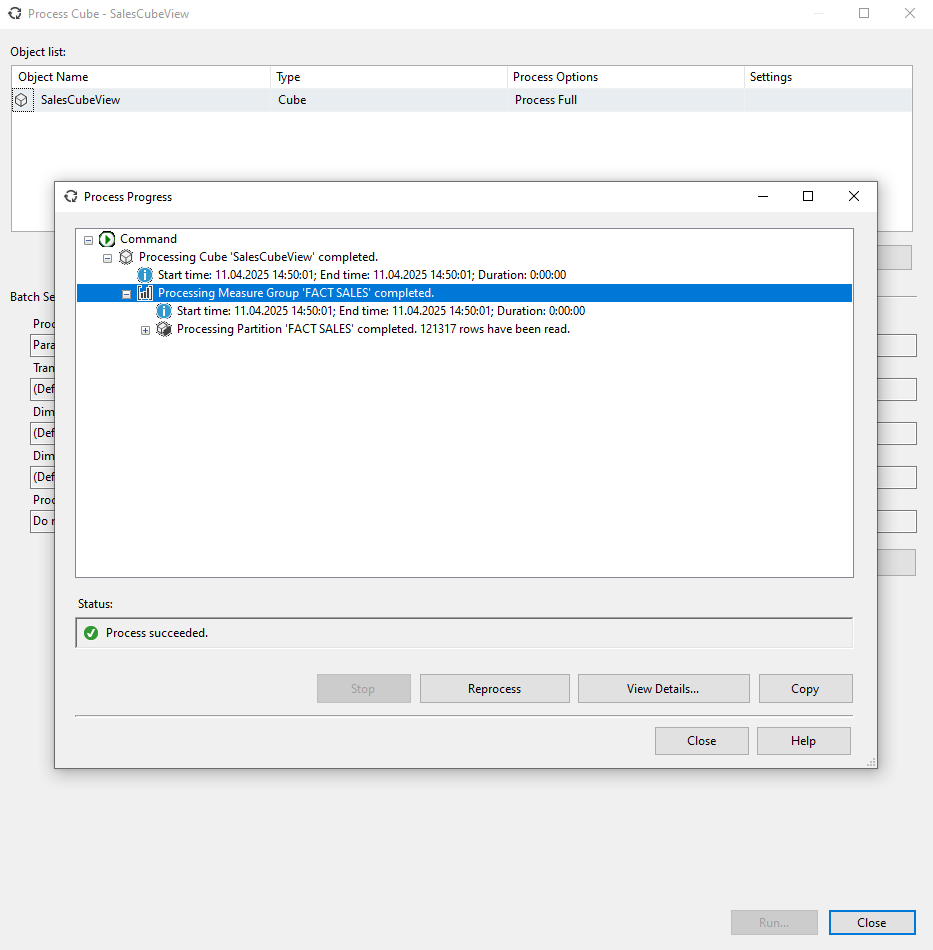 Process Cube - SalesCubeView
Object list:
Object Name Type Process Options Settings
SalesCubeView Cube Process Full
Process Progress
Command
Processing Cube 'SalesCubeView' completed.
Start time: 11.04.2025 14:50:01; End time: 11.04.2025 14:50:01; Duration: 0:00:00
Processing Measure Group 'FACT SALES' completed.
Start time: 11.04.2025 14:50:01; End time: 11.04.2025 14:50:01; Duration: 0:00:00
Processing Partition 'FACT SALES' completed. 121317 rows have been read.
Batch Se
Proc
Para
Tran
(Def
Dim
(Def
Dim
(Def
Proc
Do n
Status:
Process succeeded.
Stop Reprocess View Details... Copy
Close Help
Run... Close